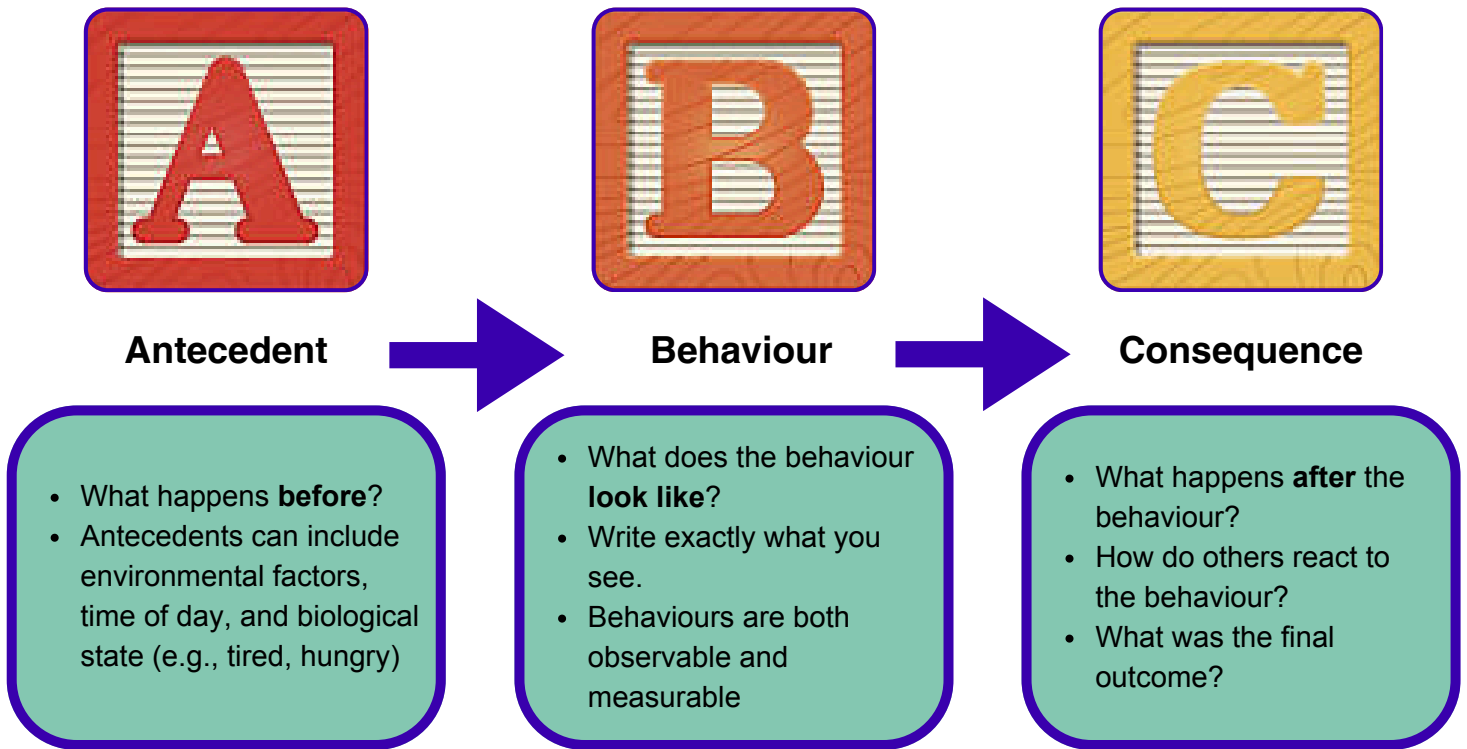 A
B
C
Antecedent
Behaviour
Consequence
• What happens before?
• Antecedents can include
environmental factors,
time of day, and biological
state (e.g., tired, hungry)
• What does the behaviour
look like?
• Write exactly what you
see.
• Behaviours are both
observable and
measurable
• What happens after the
behaviour?
• How do others react to
the behaviour?
• What was the final
outcome?